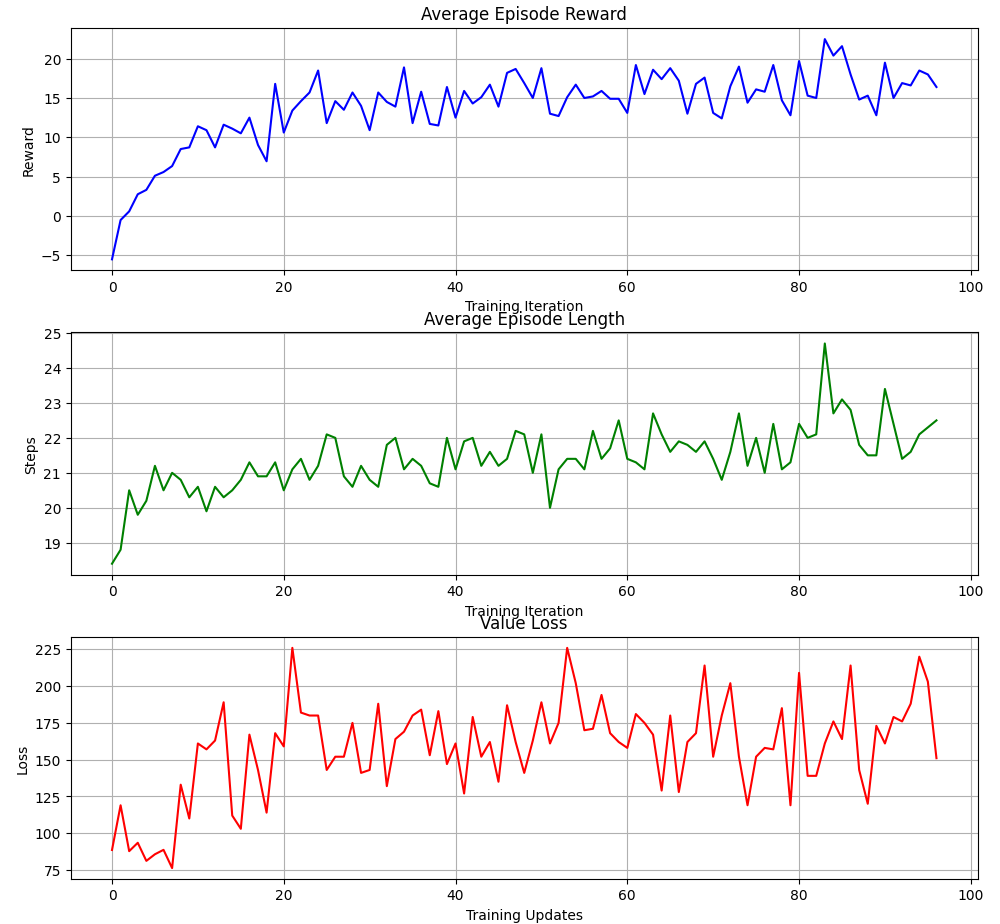 Average Episode Reward
20
15
10
5
0
−5
Reward
0 20 40 60 80 100
Training Iteration
Average Episode Length
25
24
23
22
21
20
19
Steps
0 20 40 60 80 100
Training Iteration
Value Loss
225
200
175
150
125
100
75
Loss
0 20 40 60 80 100
Training Updates